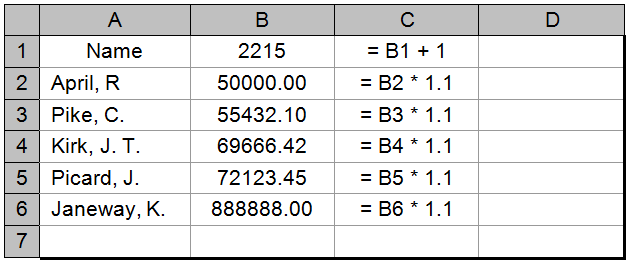 A B C D
1 Name 2215 = B1 + 1
2 April, R 50000.00 = B2 * 1.1
3 Pike, C. 55432.10 = B3 * 1.1
4 Kirk, J. T. 69666.42 = B4 * 1.1
5 Picard, J. 72123.45 = B5 * 1.1
6 Janeway, K. 888888.00 = B6 * 1.1
7